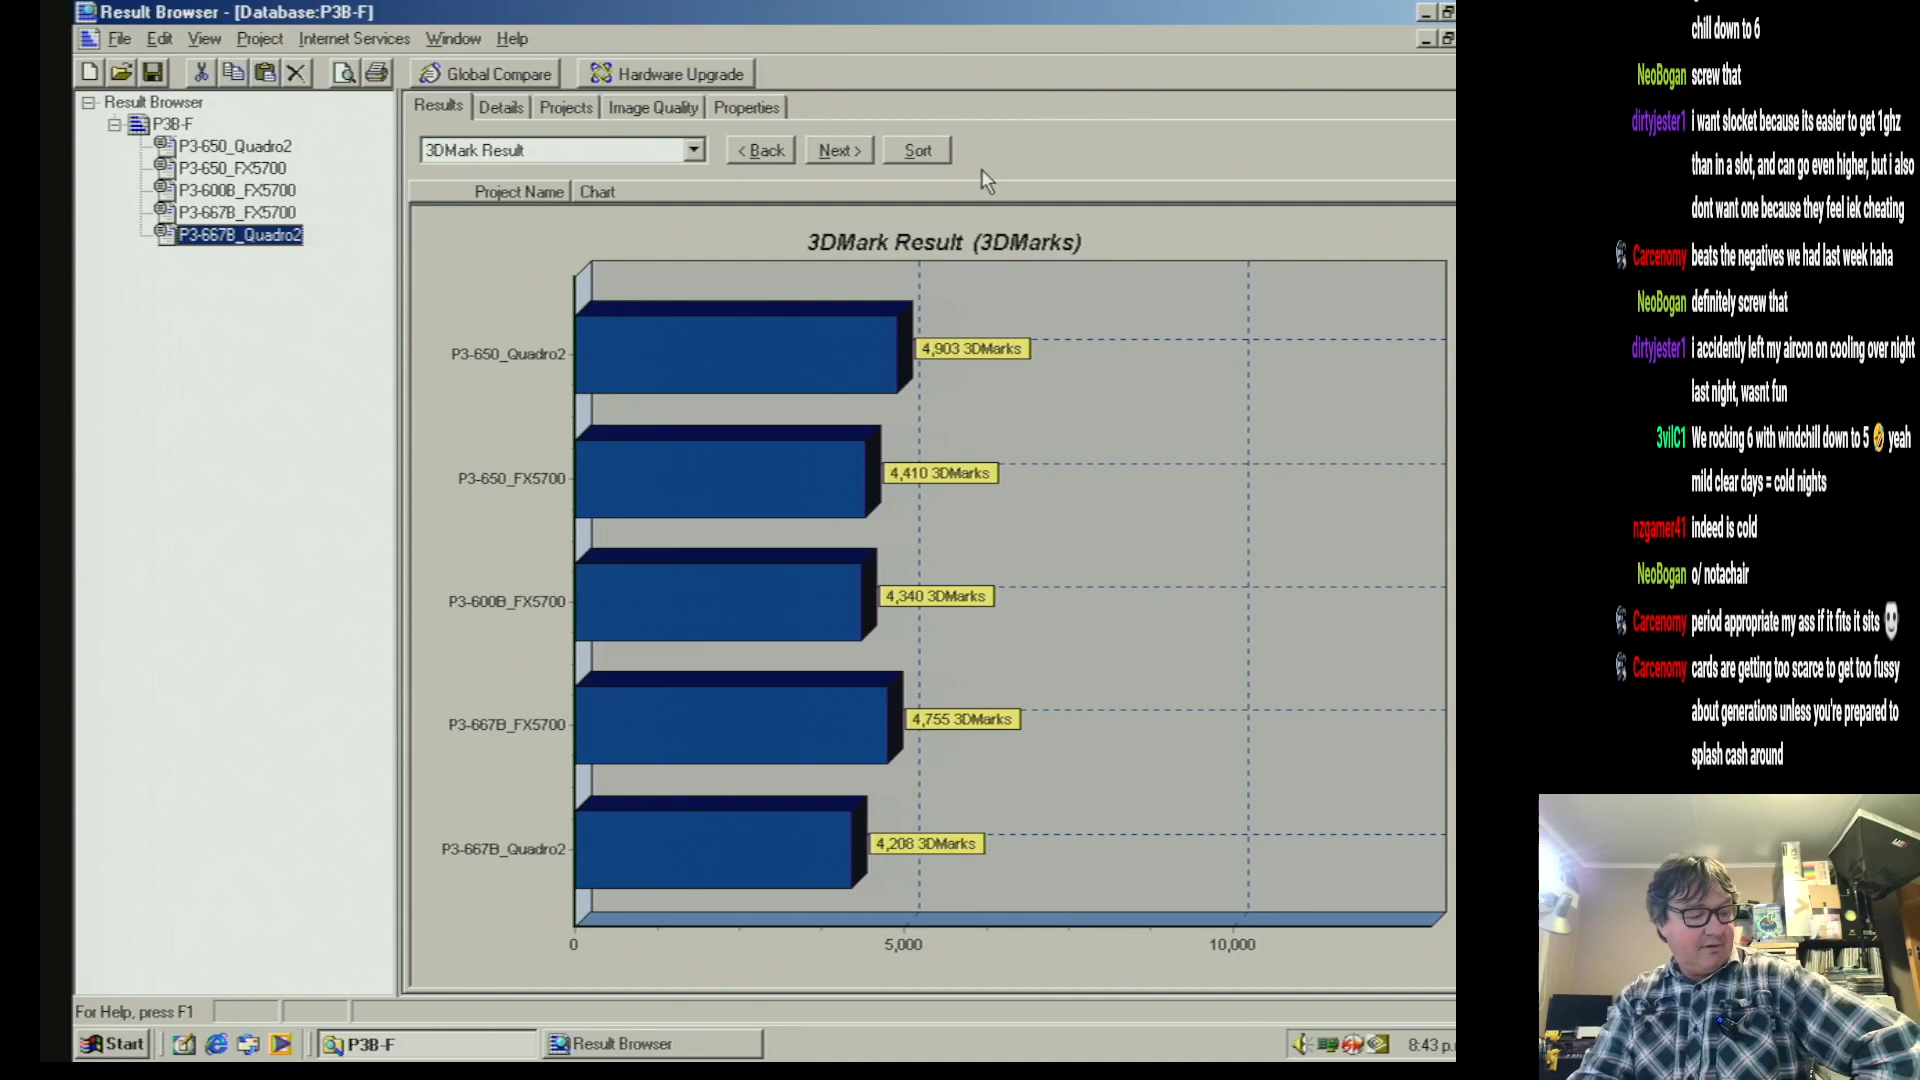 Result Browser - [Database:P3B-F]
File Edit View Project Internet Services Window Help
Global Compare Hardware Upgrade
Result Browser
P3B-F
P3-650_Quadro2
P3-650_FX5700
P3-600B_FX5700
P3-667B_FX5700
P3-667B_Quadro2
Results Details Projects Image Quality Properties
3DMark Result < Back Next > Sort
Project Name Chart
3DMark Result (3DMarks)
P3-650_Quadro2 4,903 3DMarks
P3-650_FX5700 4,410 3DMarks
P3-600B_FX5700 4,340 3DMarks
P3-667B_FX5700 4,755 3DMarks
P3-667B_Quadro2 4,208 3DMarks
0 5,000 10,000
For Help, press F1
Start P3B-F Result Browser 8:43 p.
chill down to 6
NeoBogan screw that
dirtyjester1 i want slocket because its easier to get 1ghz
than in a slot, and can go even higher, but i also
dont want one because they feel iek cheating
Carcenomy beats the negatives we had last week haha
NeoBogan definitely screw that
dirtyjester1 i accidently left my aircon on cooling over night
last night, wasnt fun
3vilC1 We rocking 6 with windchill down to 5 🤣 yeah
mild clear days = cold nights
nzgamer41 indeed is cold
NeoBogan o/ notachair
Carcenomy period appropriate my ass if it fits it sits
Carcenomy cards are getting too scarce to get too fussy
about generations unless you're prepared to
splash cash around